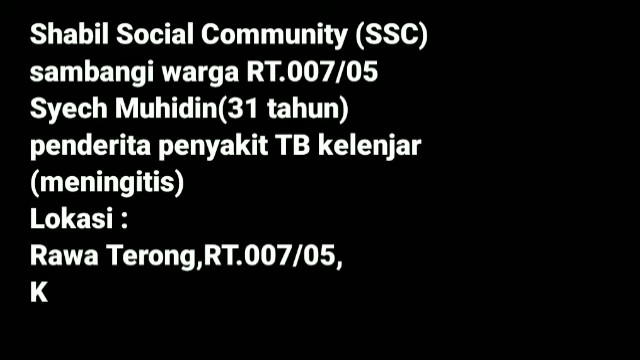 Shabil Social Community (SSC)
sambangi warga RT.007/05
Syech Muhidin(31 tahun)
penderita penyakit TB kelenjar
(meningitis)
Lokasi :
Rawa Terong,RT.007/05,
K